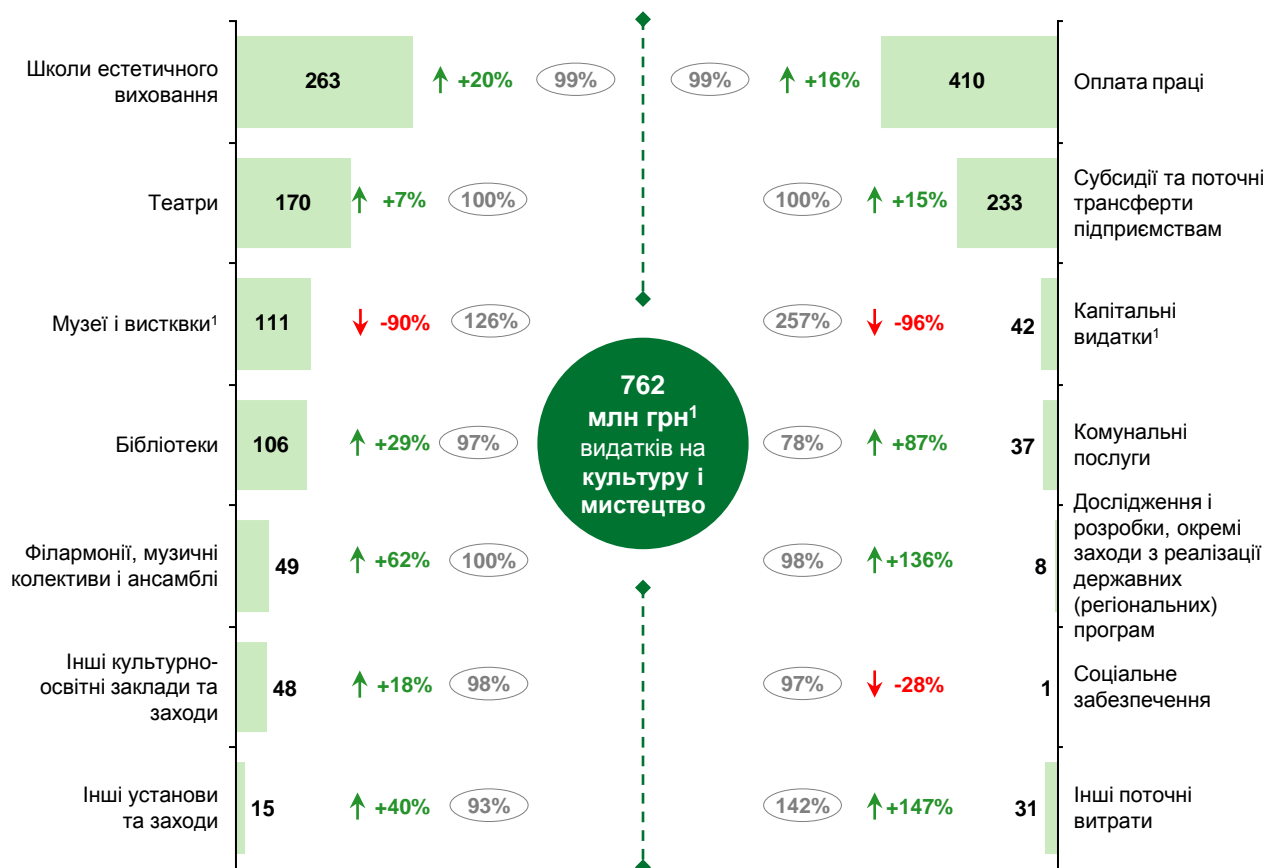 Школи естетичного
виховання
263
+20%
99%
99%
+16%
410
Оплата праці
Театри
170
+7%
100%
100%
+15%
233
Субсидії та поточні
трансферти
підприємствам
Музеї і вистквки¹
111
-90%
126%
257%
-96%
42
Капітальні
видатки¹
762
млн грн¹
видатків на
культуру і
мистецтво
Бібліотеки
106
+29%
97%
78%
+87%
37
Комунальні
послуги
Філармонії, музичні
колективи і ансамблі
49
+62%
100%
98%
+136%
8
Дослідження і
розробки, окремі
заходи з реалізації
державних
(регіональних)
програм
Інші культурно-
освітні заклади та
заходи
48
+18%
98%
97%
-28%
1
Соціальне
забезпечення
Інші установи
та заходи
15
+40%
93%
142%
+147%
31
Інші поточні
витрати